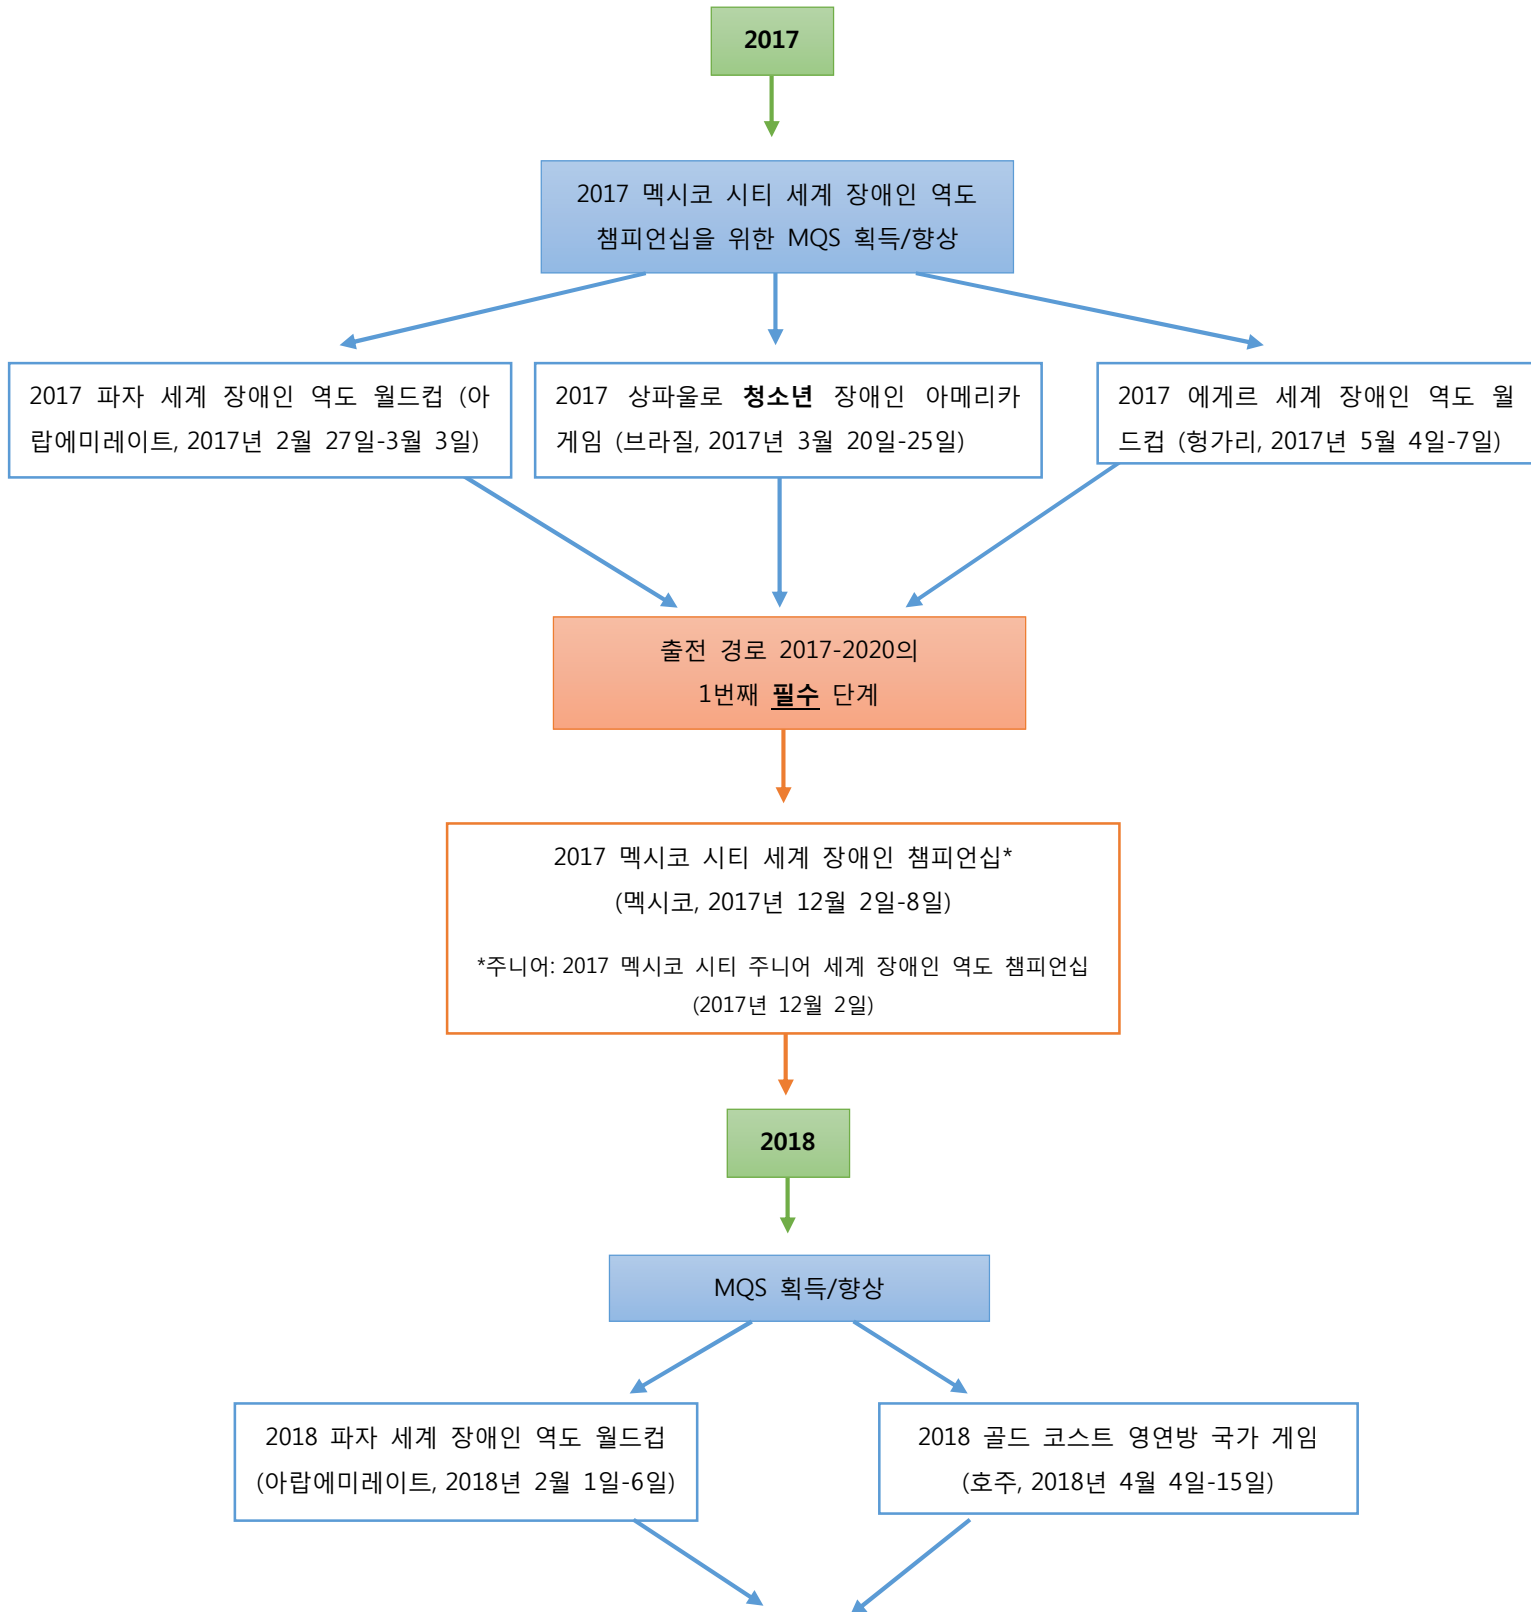 2017
2017 멕시코 시티 세계 장애인 역도
챔피언십을 위한 MQS 획득/향상
2017 파자 세계 장애인 역도 월드컵 (아
랍에미레이트, 2017년 2월 27일-3월 3일)
2017 상파울로 청소년 장애인 아메리카
게임 (브라질, 2017년 3월 20일-25일)
2017 에게르 세계 장애인 역도 월
드컵 (헝가리, 2017년 5월 4일-7일)
출전 경로 2017-2020의
1번째 필수 단계
2017 멕시코 시티 세계 장애인 챔피언십*
(멕시코, 2017년 12월 2일-8일)
*주니어: 2017 멕시코 시티 주니어 세계 장애인 역도 챔피언십
(2017년 12월 2일)
2018
MQS 획득/향상
2018 파자 세계 장애인 역도 월드컵
(아랍에미레이트, 2018년 2월 1일-6일)
2018 골드 코스트 영연방 국가 게임
(호주, 2018년 4월 4일-15일)